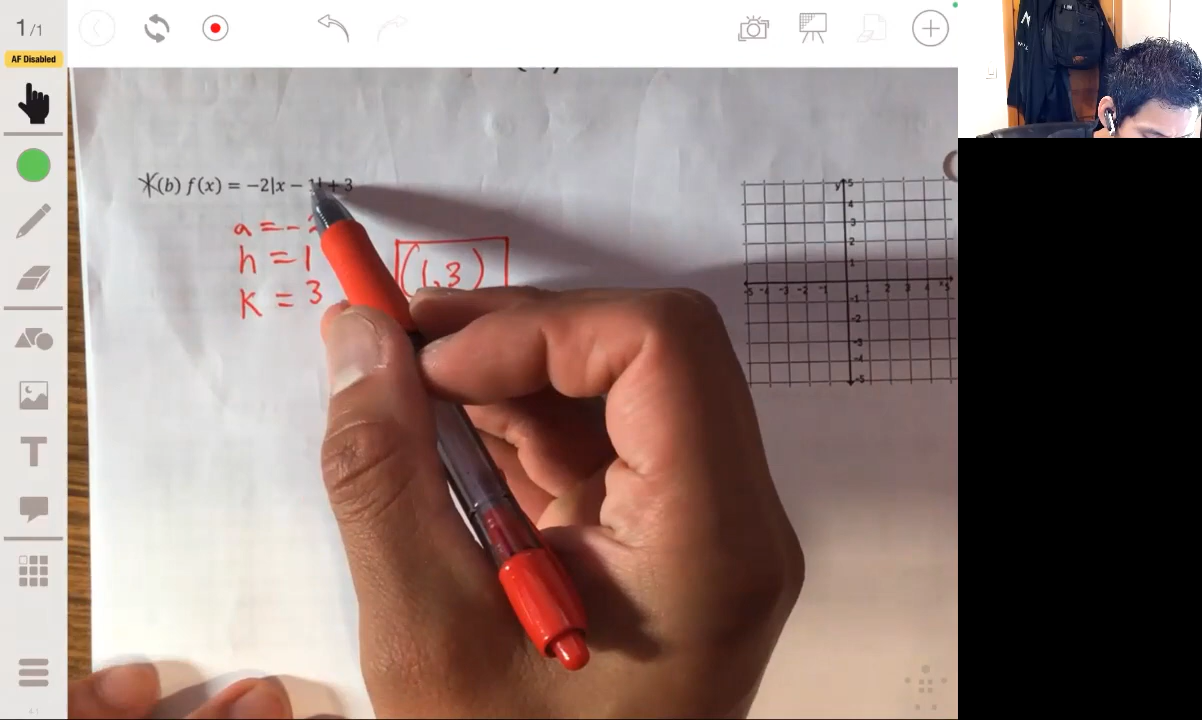 1/1
AF Disabled
(b) f(x) = -2|x - 1| + 3
a = -
h = 1
K = 3
(1,3)
y 5
4
3
2
1
-5 -4 -3 -2 -1 1 2 3 4 5
-1
-2
-3
-4
-5
T